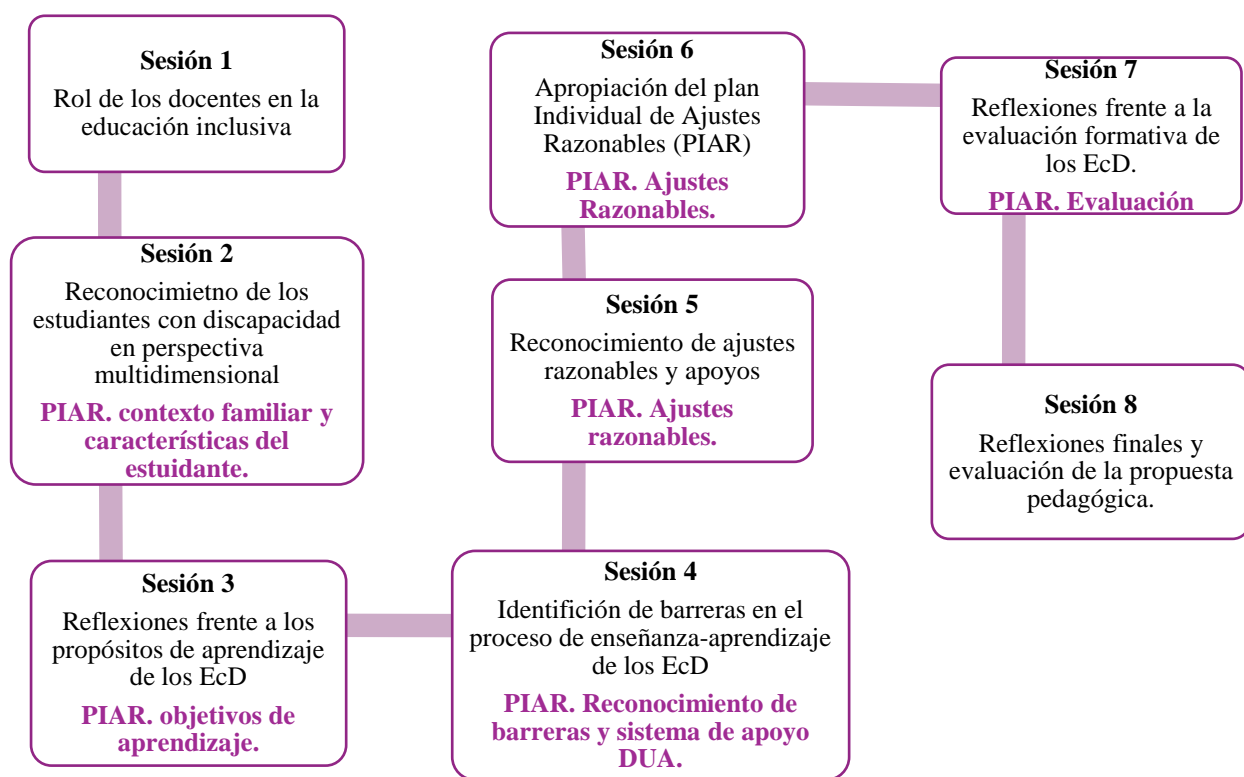 Sesión 1
Rol de los docentes en la
educación inclusiva
Sesión 2
Reconocimietno de los
estudiantes con discapacidad
en perspectiva
multidimensional
PIAR. contexto familiar y
características del
estuidante.
Sesión 3
Reflexiones frente a los
propósitos de aprendizaje
de los EcD
PIAR. objetivos de
aprendizaje.
Sesión 4
Identifición de barreras en el
proceso de enseñanza-aprendizaje
de los EcD
PIAR. Reconocimiento de
barreras y sistema de apoyo
DUA.
Sesión 5
Reconocimiento de ajustes
razonables y apoyos
PIAR. Ajustes
razonables.
Sesión 6
Apropiación del plan
Individual de Ajustes
Razonables (PIAR)
PIAR. Ajustes
Razonables.
Sesión 7
Reflexiones frente a la
evaluación formativa de
los EcD.
PIAR. Evaluación
Sesión 8
Reflexiones finales y
evaluación de la propuesta
pedagógica.